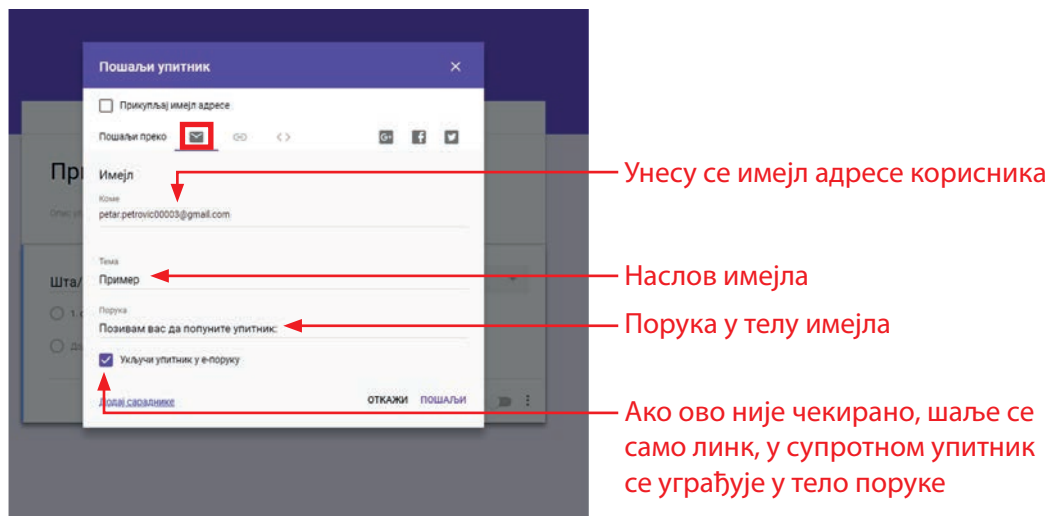 Пошаљи упитник
Прикупљај имејл адресе
Пошаљи преко
G+
При
Имејл
Унесу се имејл адресе корисника
Коме
petar.petrovic00003@gmail.com
Тема
Шта/
Пример
Наслов имејла
Порука
Позивам вас да попуните упитник:
Порука у телу имејла
Укључи упитник у е-поруку
Додај сараднике
ОТКАЖИ ПОШАЉИ
Ако ово није чекирано, шаље се
само линк, у супротном упитник
се уграђује у тело поруке